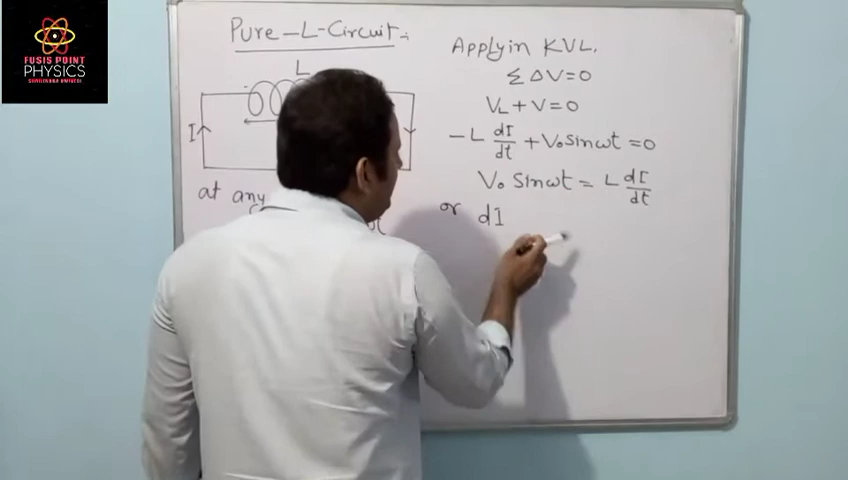 FUSIS POINT
PHYSICS
Pure-L-Circuit-
L
I
at any
Applyin KVL.
Σ ΔV=0
VL+V=0
-L dI/dt + V₀sinωt =0
V₀ Sinωt = L dI/dt
or dI